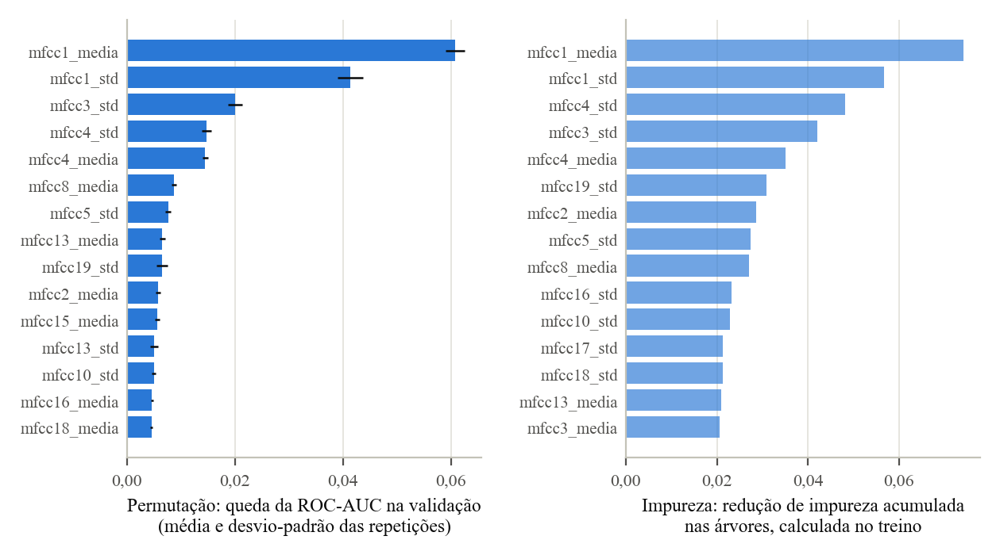 mfcc1_media
mfcc1_std
mfcc3_std
mfcc4_std
mfcc4_media
mfcc8_media
mfcc5_std
mfcc13_media
mfcc19_std
mfcc2_media
mfcc15_media
mfcc13_std
mfcc10_std
mfcc16_media
mfcc18_media
0,00 0,02 0,04 0,06
Permutação: queda da ROC-AUC na validação
(média e desvio-padrão das repetições)
mfcc1_media
mfcc1_std
mfcc4_std
mfcc3_std
mfcc4_media
mfcc19_std
mfcc2_media
mfcc5_std
mfcc8_media
mfcc16_std
mfcc10_std
mfcc17_std
mfcc18_std
mfcc13_media
mfcc3_media
0,00 0,02 0,04 0,06
Impureza: redução de impureza acumulada
nas árvores, calculada no treino